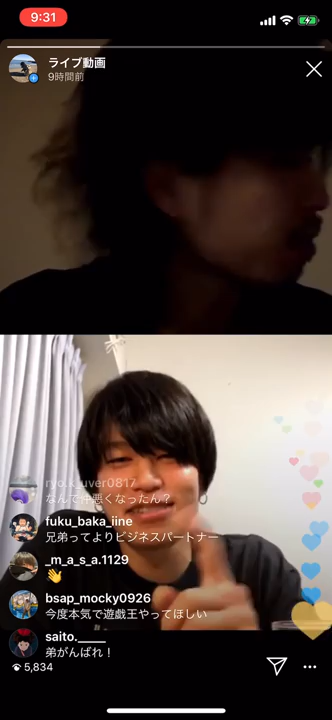 9:31
ライブ動画
9時間前
ryo.k_uver0817
なんで仲悪くなったん？
fuku_baka_iine
兄弟ってよりビジネスパートナー
_m_a_s_a.1129
👋
bsap_mocky0926
今度本気で遊戯王やってほしい
saito._____
弟がんばれ！
5,834